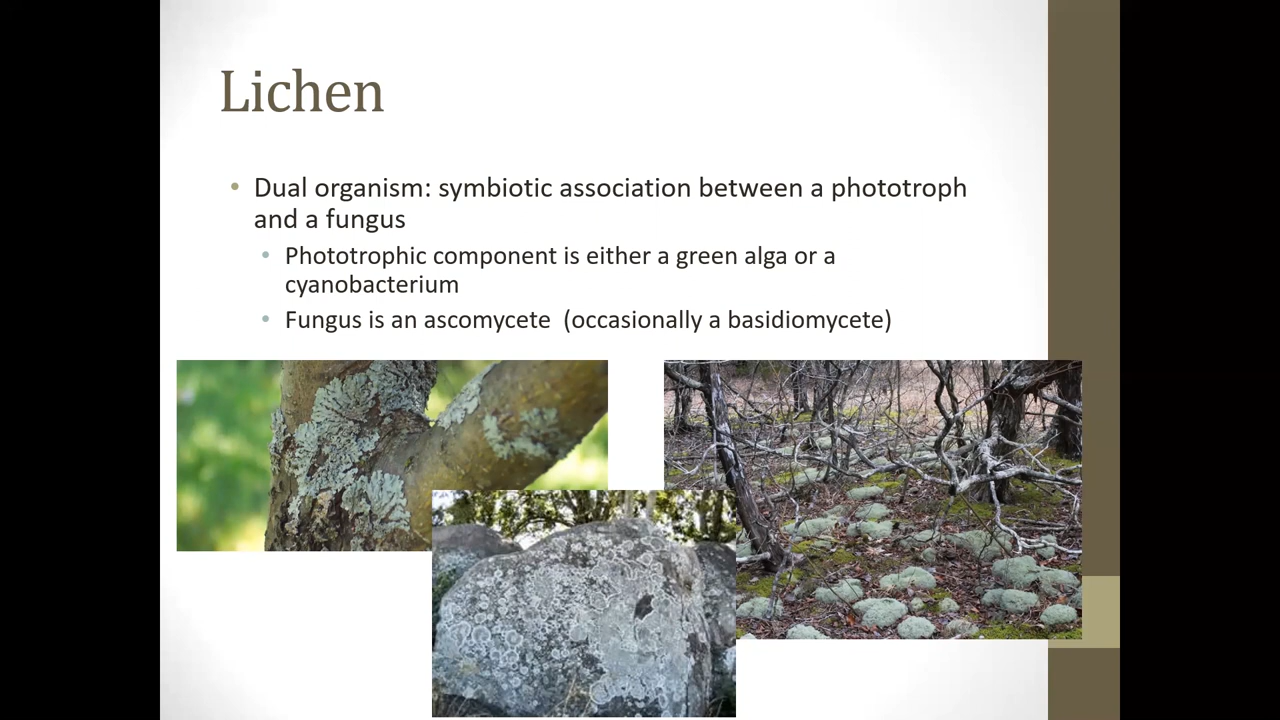 Lichen
• Dual organism: symbiotic association between a phototroph
and a fungus
• Phototrophic component is either a green alga or a
cyanobacterium
• Fungus is an ascomycete  (occasionally a basidiomycete)